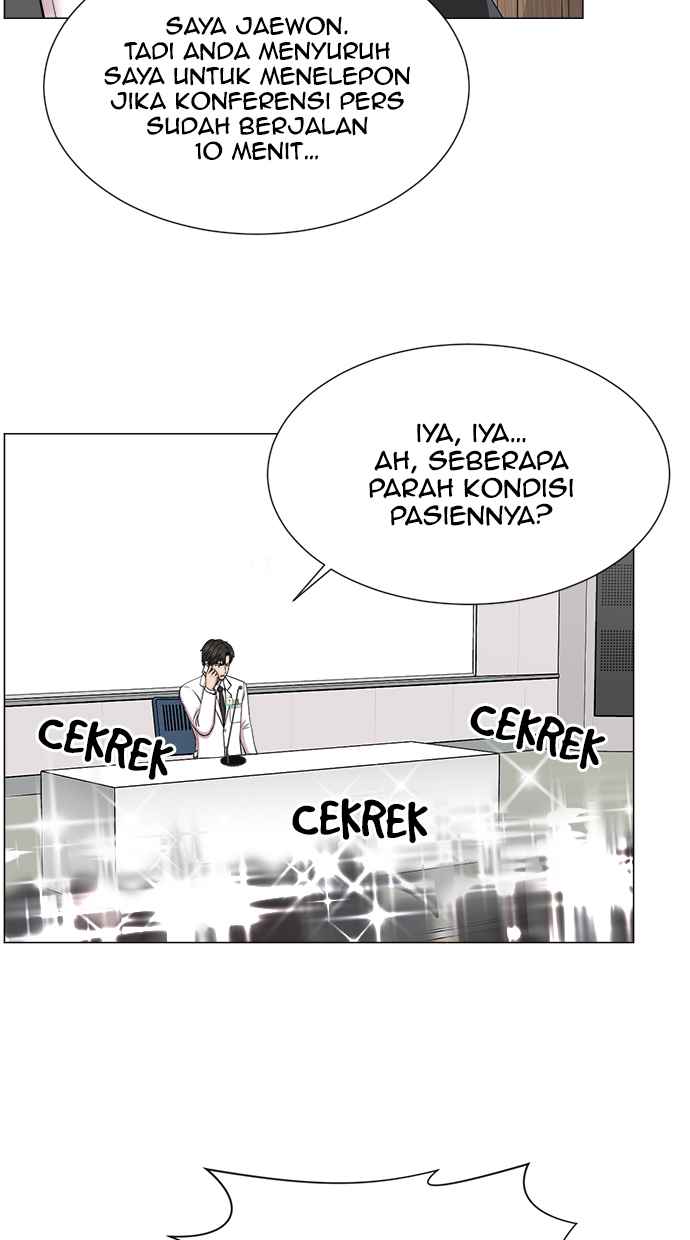 SAYA JAEWON.
TADI ANDA MENYURUH
SAYA UNTUK MENELEPON
JIKA KONFERENSI PERS
SUDAH BERJALAN
10 MENIT...
IYA, IYA...
AH, SEBERAPA
PARAH KONDISI
PASIENNYA?
CEKREK
CEKREK
CEKREK